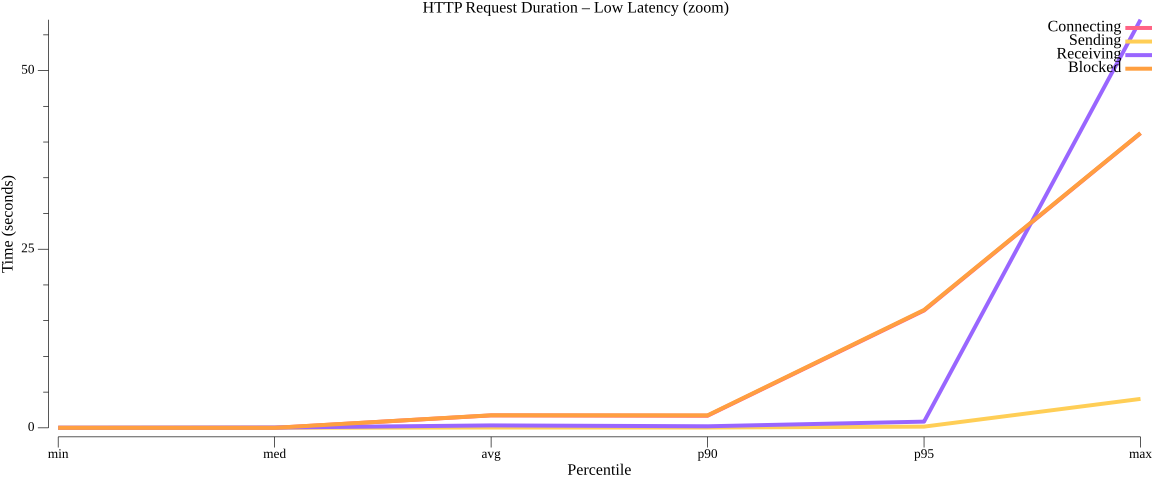 HTTP Request Duration – Low Latency (zoom)
Connecting
Sending
Receiving
Blocked
50
25
0
Time (seconds)
min med avg p90 p95 max
Percentile